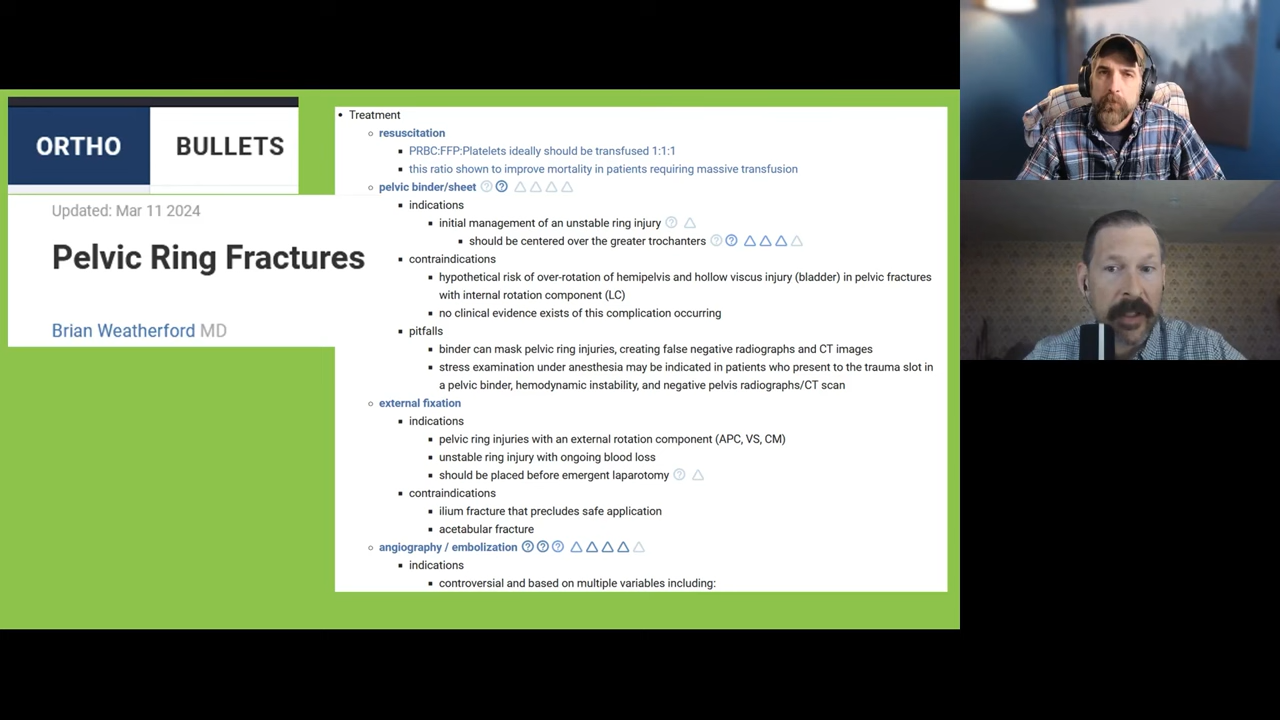 ORTHO BULLETS
Updated: Mar 11 2024
Pelvic Ring Fractures
Brian Weatherford MD
• Treatment
resuscitation
PRBC:FFP:Platelets ideally should be transfused 1:1:1
this ratio shown to improve mortality in patients requiring massive transfusion
pelvic binder/sheet
indications
initial management of an unstable ring injury
should be centered over the greater trochanters
contraindications
hypothetical risk of over-rotation of hemipelvis and hollow viscus injury (bladder) in pelvic fractures
with internal rotation component (LC)
no clinical evidence exists of this complication occurring
pitfalls
binder can mask pelvic ring injuries, creating false negative radiographs and CT images
stress examination under anesthesia may be indicated in patients who present to the trauma slot in
a pelvic binder, hemodynamic instability, and negative pelvis radiographs/CT scan
external fixation
indications
pelvic ring injuries with an external rotation component (APC, VS, CM)
unstable ring injury with ongoing blood loss
should be placed before emergent laparotomy
contraindications
ilium fracture that precludes safe application
acetabular fracture
angiography / embolization
indications
controversial and based on multiple variables including: